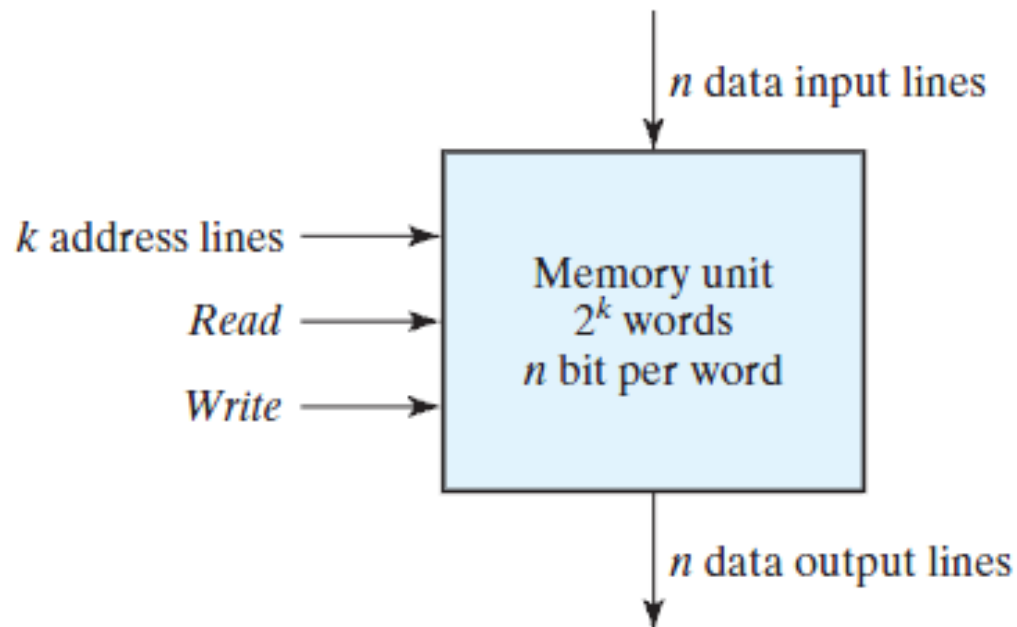 n data input lines
k address lines
Read
Write
Memory unit
2^k words
n bit per word
n data output lines